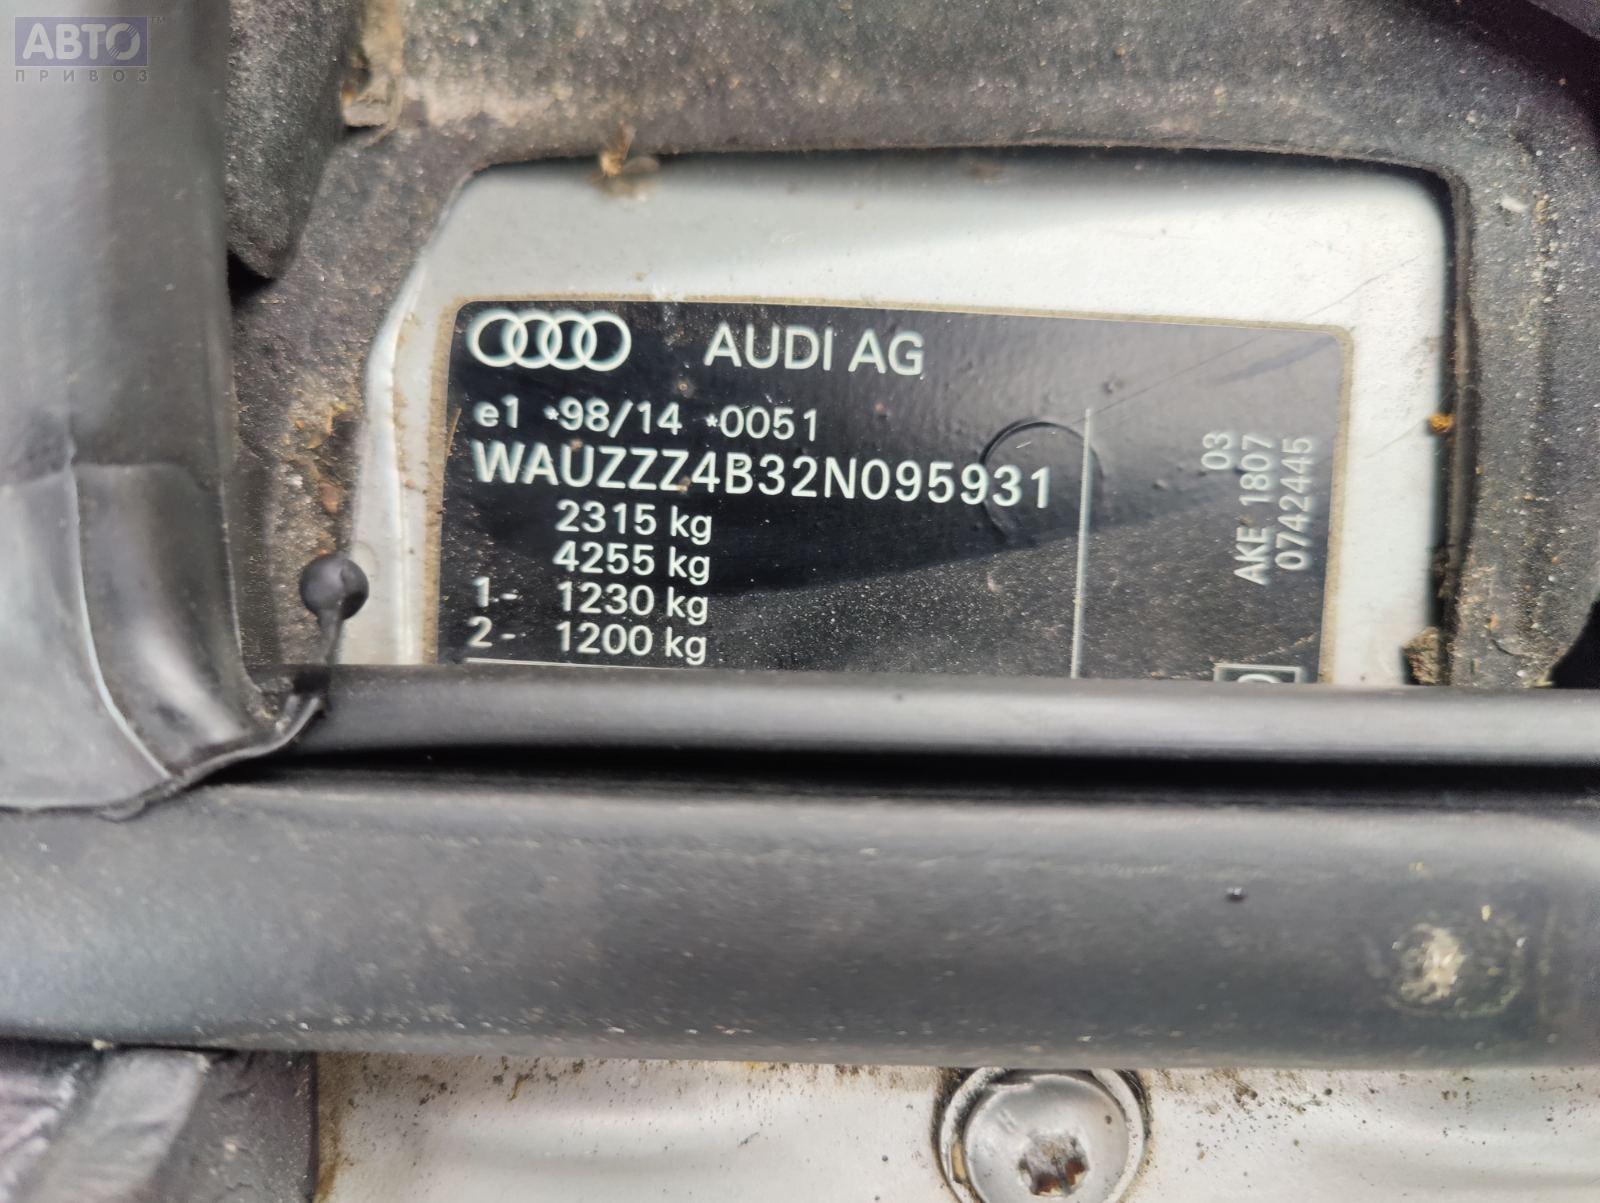 АВТО™
ПРИВОЗ
AUDI AG
e1 *98/14 *0051
WAUZZZ4B32N095931
2315 kg
4255 kg
1- 1230 kg
2- 1200 kg
03
AKE 1807
0742445